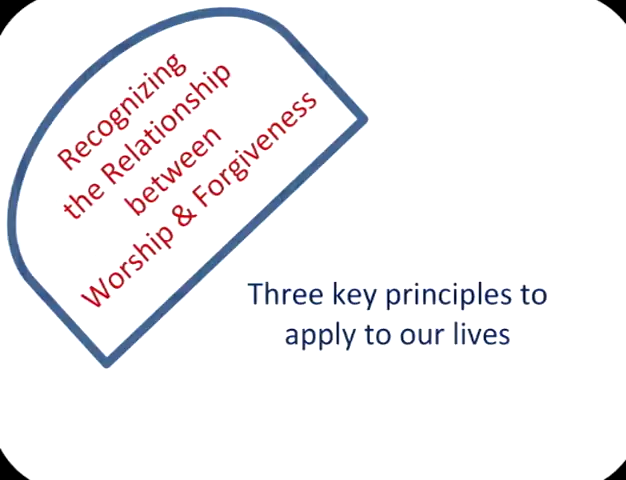 Recognizing
the Relationship
between
Worship & Forgiveness
Three key principles to
apply to our lives